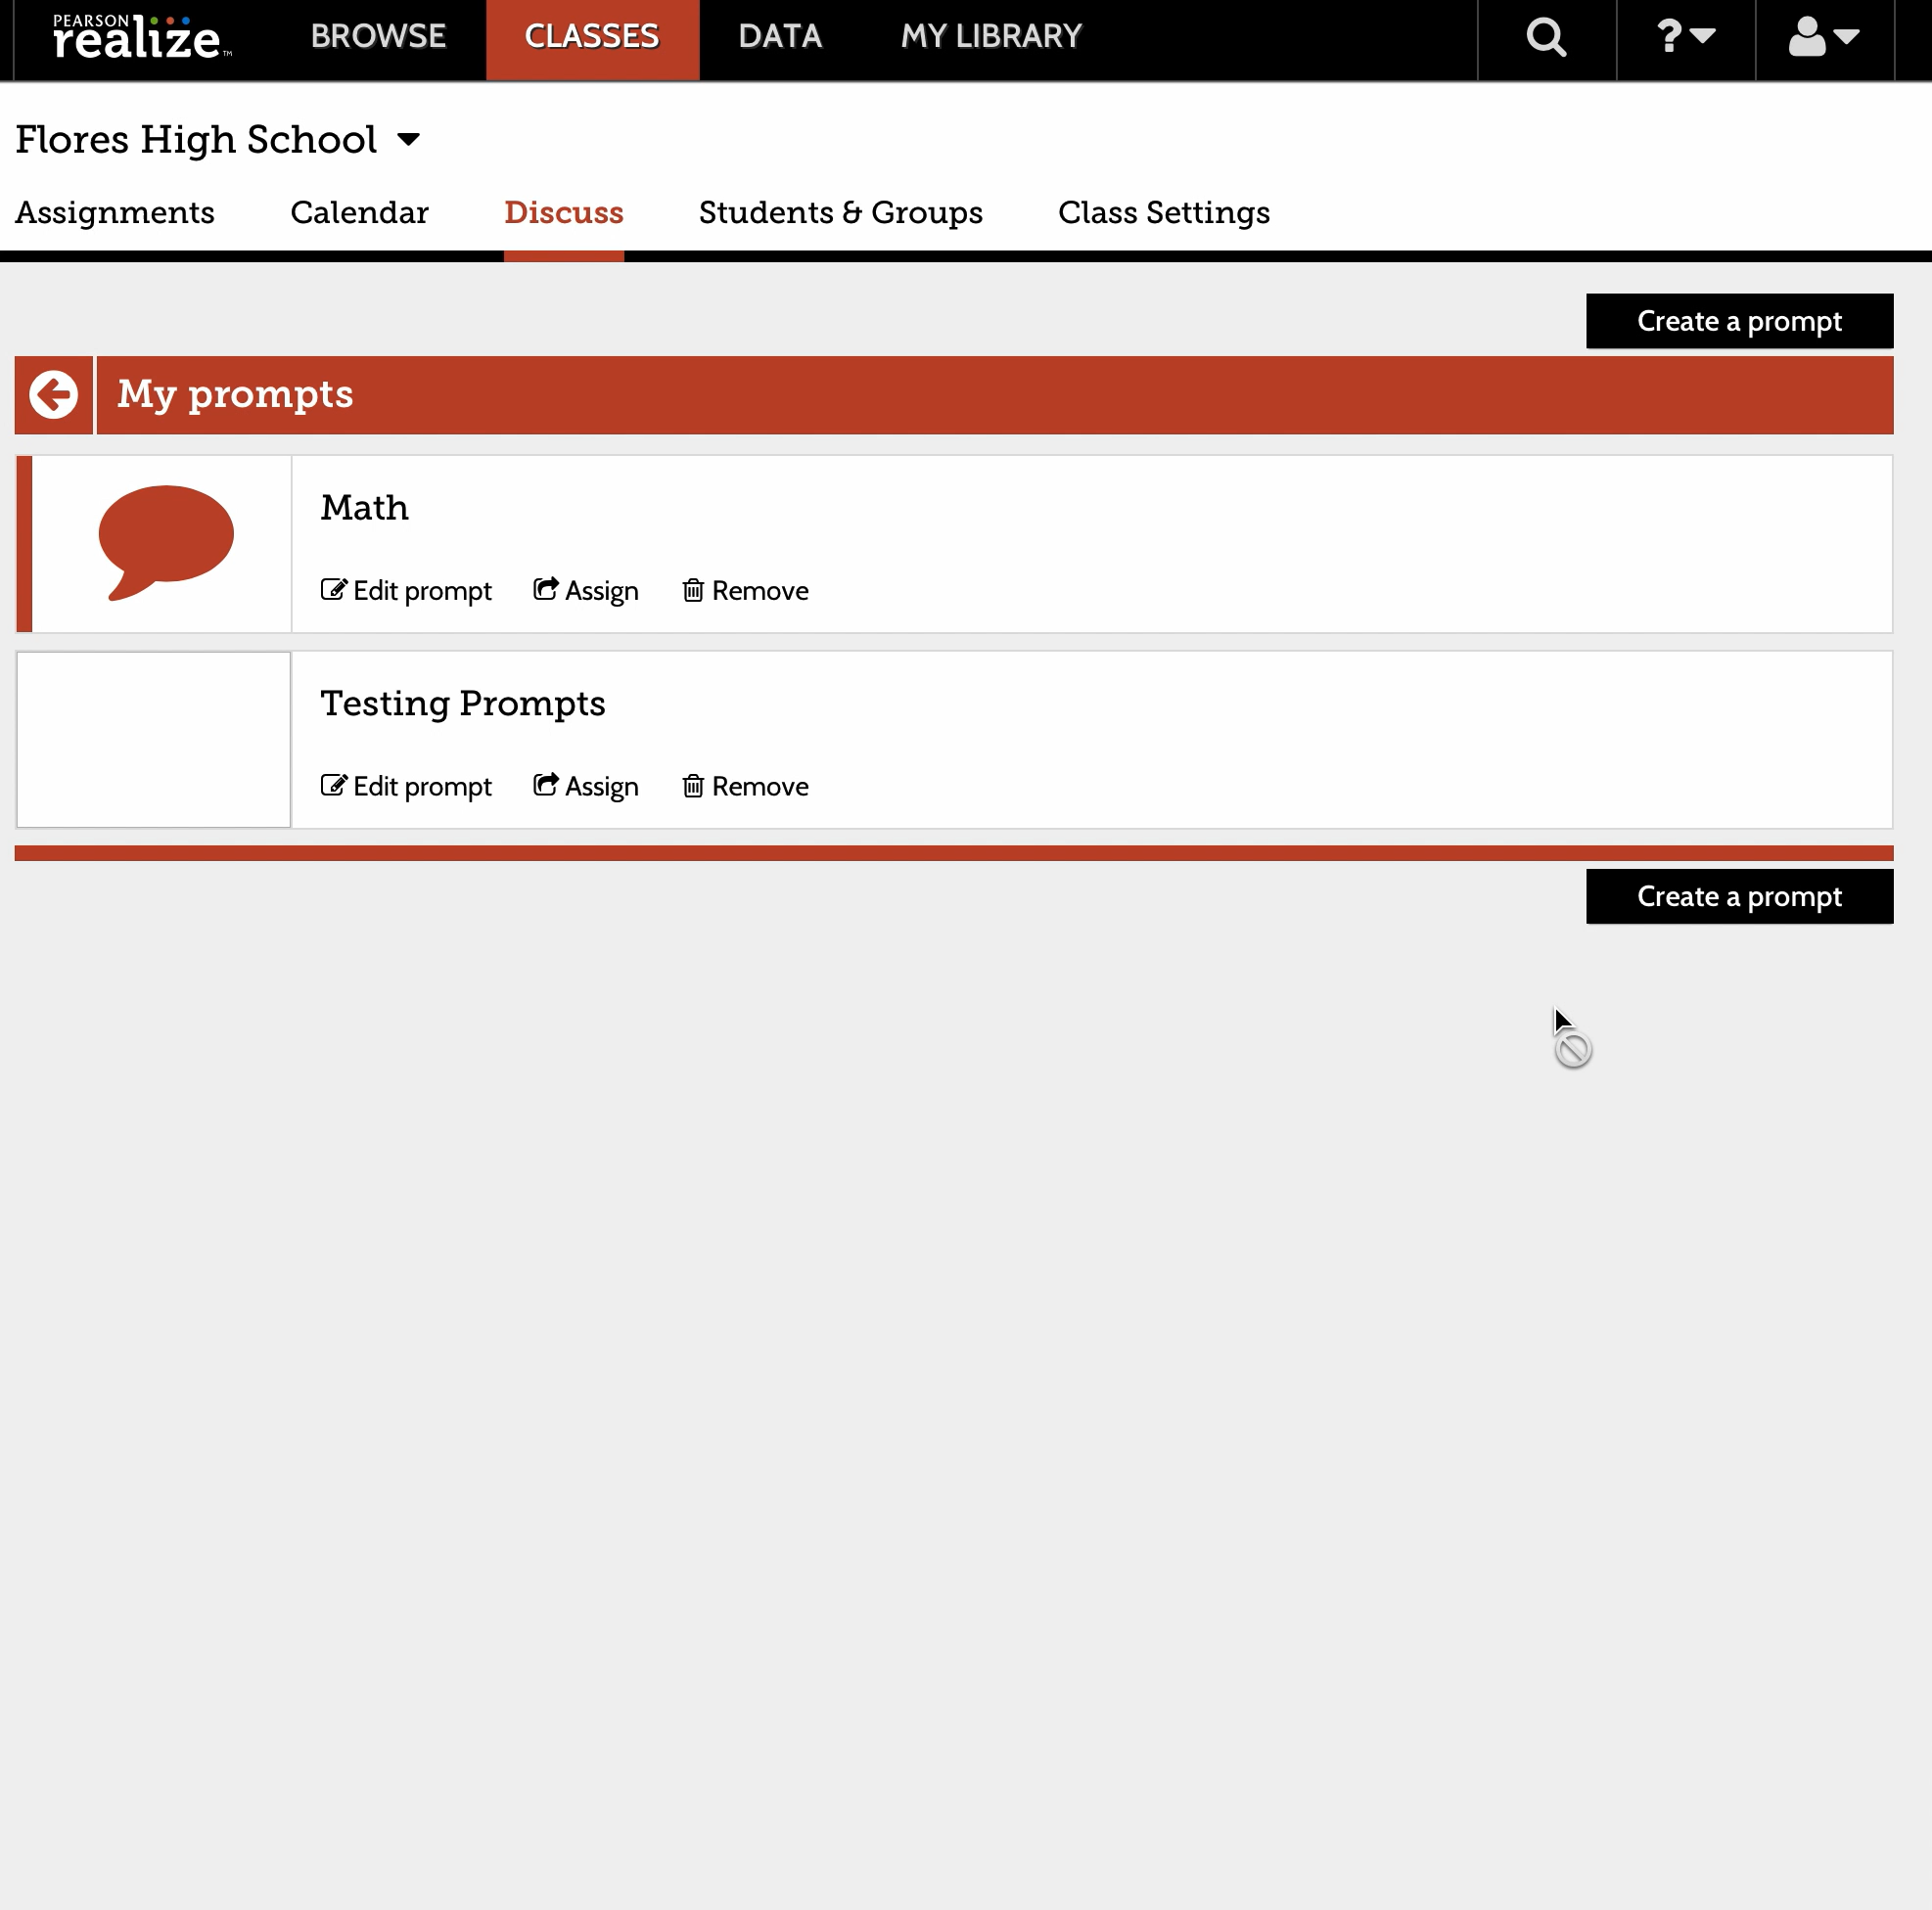 PEARSON
realize™
BROWSE CLASSES DATA MY LIBRARY ?
Flores High School
Assignments Calendar Discuss Students & Groups Class Settings
Create a prompt
My prompts
Math
Edit prompt Assign Remove
Testing Prompts
Edit prompt Assign Remove
Create a prompt